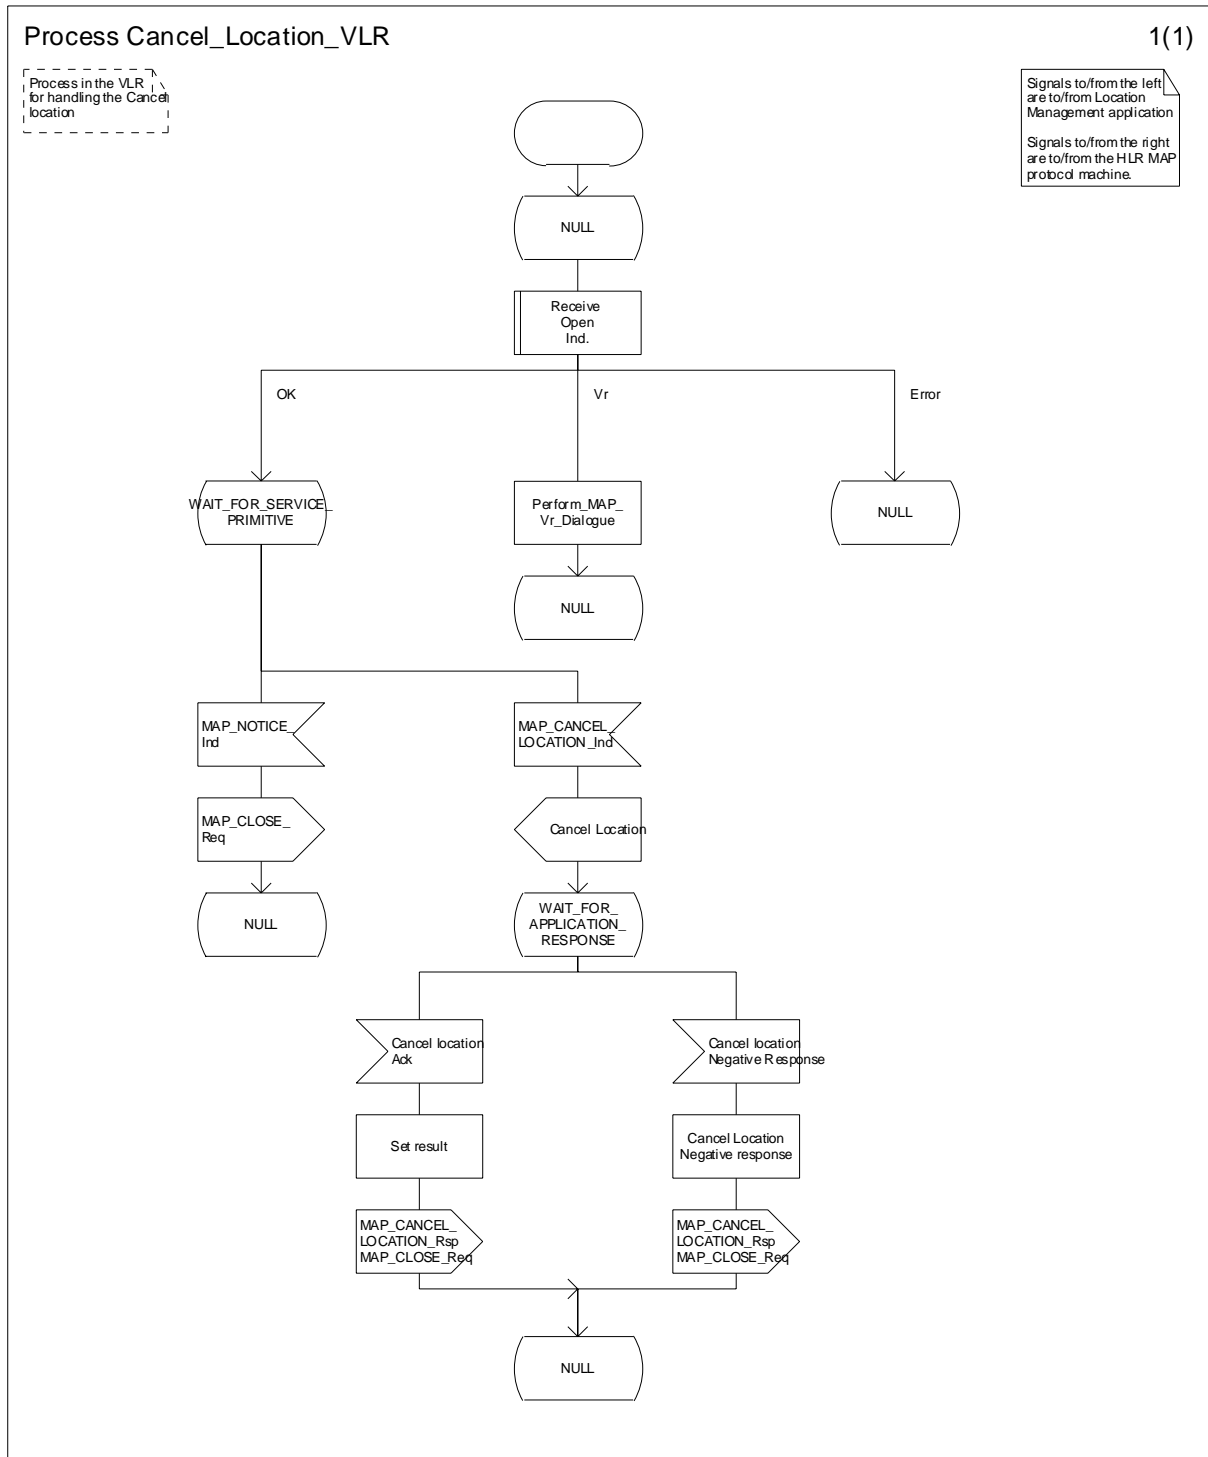 Process Cancel_Location_VLR
1(1)
Process in the VLR
for handling the Cancel
location
Signals to/from the left
are to/from Location
Management application
Signals to/from the right
are to/from the HLR MAP
protocol machine.
NULL
Receive
Open
Ind.
OK
Vr
Error
WAIT_FOR_SERVICE_
PRIMITIVE
Perform_MAP_
Vr_Dialogue
NULL
NULL
MAP_NOTICE_
Ind
MAP_CANCEL_
LOCATION_Ind
MAP_CLOSE_
Req
Cancel Location
NULL
WAIT_FOR_
APPLICATION_
RESPONSE
Cancel location
Ack
Cancel location
Negative Response
Set result
Cancel Location
Negative response
MAP_CANCEL_
LOCATION_Rsp
MAP_CLOSE_Req
MAP_CANCEL_
LOCATION_Rsp
MAP_CLOSE_Req
NULL